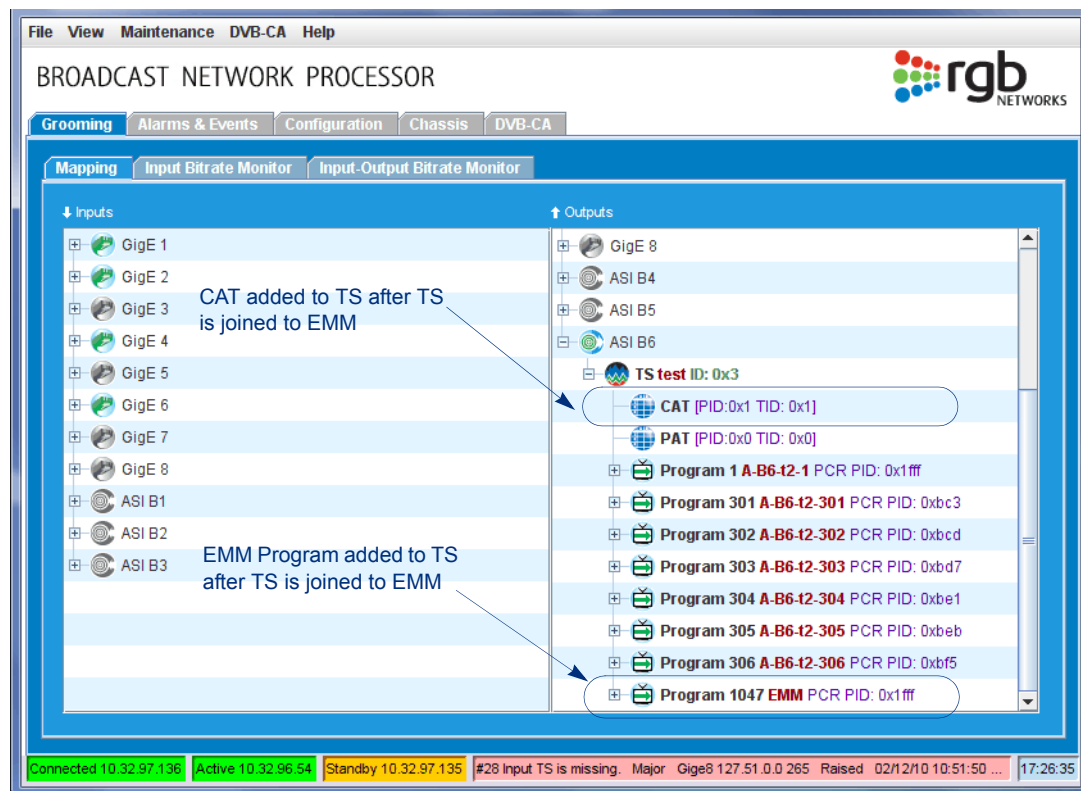 File View Maintenance DVB-CA Help
BROADCAST NETWORK PROCESSOR
rgb
NETWORKS
Grooming Alarms & Events Configuration Chassis DVB-CA
Mapping Input Bitrate Monitor Input-Output Bitrate Monitor
Inputs
GigE 1
GigE 2
GigE 3
GigE 4
GigE 5
GigE 6
GigE 7
GigE 8
ASI B1
ASI B2
ASI B3
CAT added to TS after TS
is joined to EMM
EMM Program added to TS
after TS is joined to EMM
Outputs
GigE 8
ASI B4
ASI B5
ASI B6
TS test ID: 0x3
CAT [PID:0x1 TID: 0x1]
PAT [PID:0x0 TID: 0x0]
Program 1 A-B6-t2-1 PCR PID: 0x1fff
Program 301 A-B6-t2-301 PCR PID: 0xbc3
Program 302 A-B6-t2-302 PCR PID: 0xbcd
Program 303 A-B6-t2-303 PCR PID: 0xbd7
Program 304 A-B6-t2-304 PCR PID: 0xbe1
Program 305 A-B6-t2-305 PCR PID: 0xbeb
Program 306 A-B6-t2-306 PCR PID: 0xbf5
Program 1047 EMM PCR PID: 0x1fff
Connected 10.32.97.136 Active 10.32.96.54 Standby 10.32.97.135 #28 Input TS is missing. Major Gige8 127.51.0.0 265 Raised 02/12/10 10:51:50 ... 17:26:35